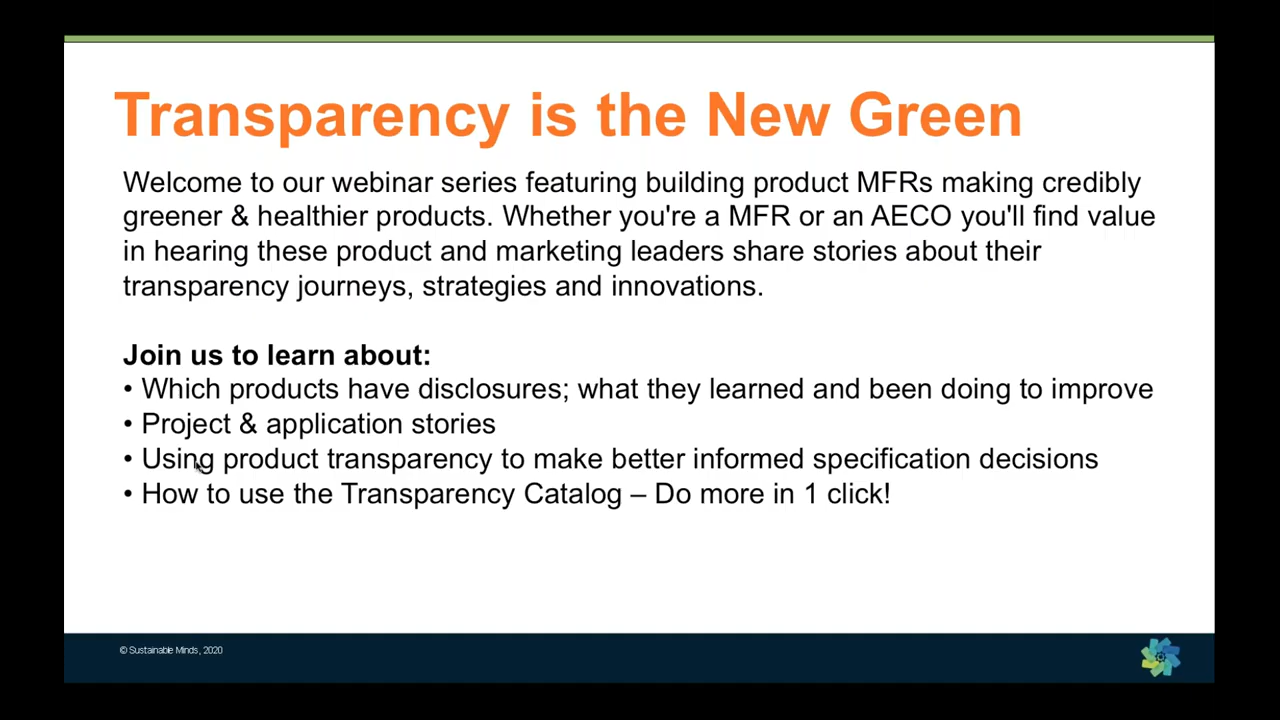 Transparency is the New Green
Welcome to our webinar series featuring building product MFRs making credibly
greener & healthier products. Whether you're a MFR or an AECO you'll find value
in hearing these product and marketing leaders share stories about their
transparency journeys, strategies and innovations.
Join us to learn about:
• Which products have disclosures; what they learned and been doing to improve
• Project & application stories
• Using product transparency to make better informed specification decisions
• How to use the Transparency Catalog – Do more in 1 click!
© Sustainable Minds, 2020